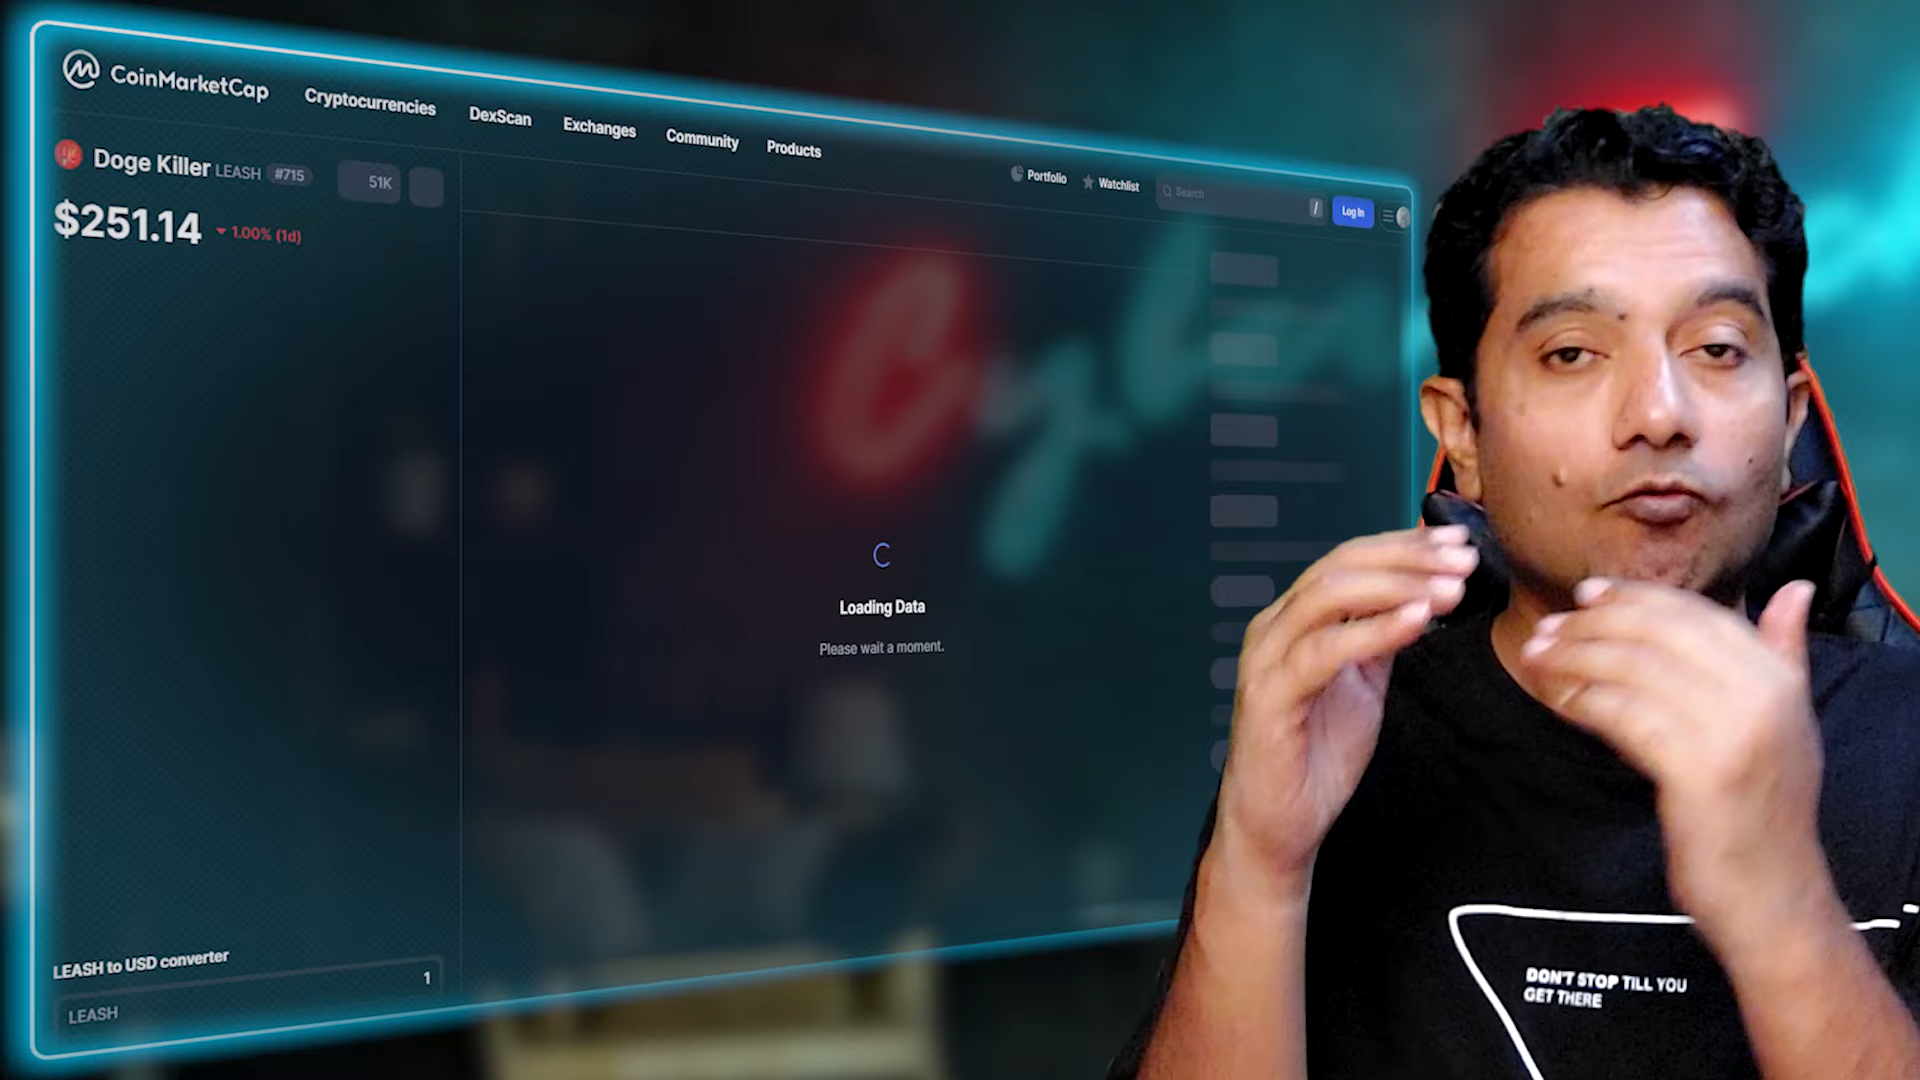 CoinMarketCap
Cryptocurrencies
DexScan
Exchanges
Community
Products
Portfolio
Watchlist
Search
/
Log In
Doge Killer LEASH #715
51K
$251.14 1.00% (1d)
Loading Data
Please wait a moment.
LEASH to USD converter
LEASH
1
DON'T STOP TILL YOU
GET THERE